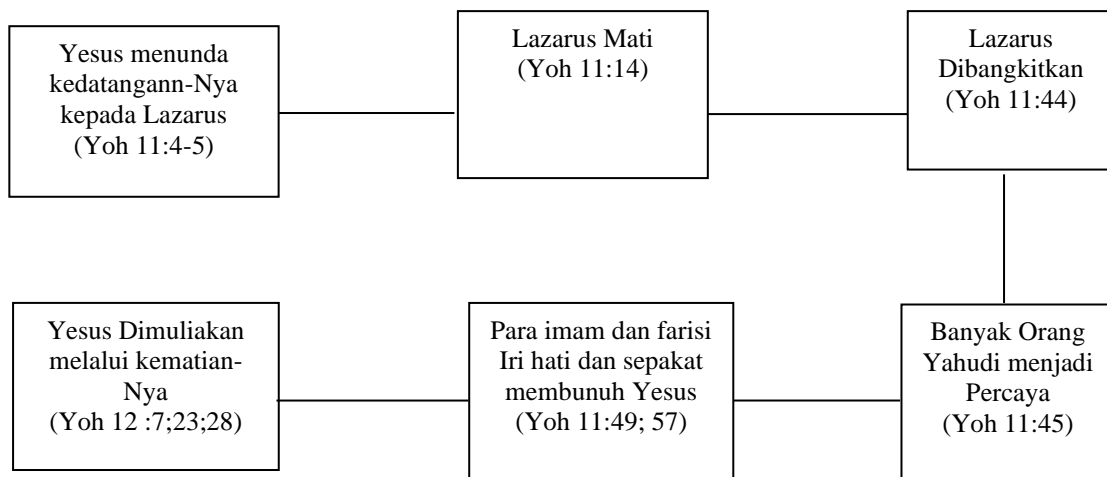 Yesus menunda
kedatangann-Nya
kepada Lazarus
(Yoh 11:4-5)
Lazarus Mati
(Yoh 11:14)
Lazarus
Dibangkitkan
(Yoh 11:44)
Yesus Dimuliakan
melalui kematian-
Nya
(Yoh 12 :7;23;28)
Para imam dan farisi
Iri hati dan sepakat
membunuh Yesus
(Yoh 11:49; 57)
Banyak Orang
Yahudi menjadi
Percaya
(Yoh 11:45)